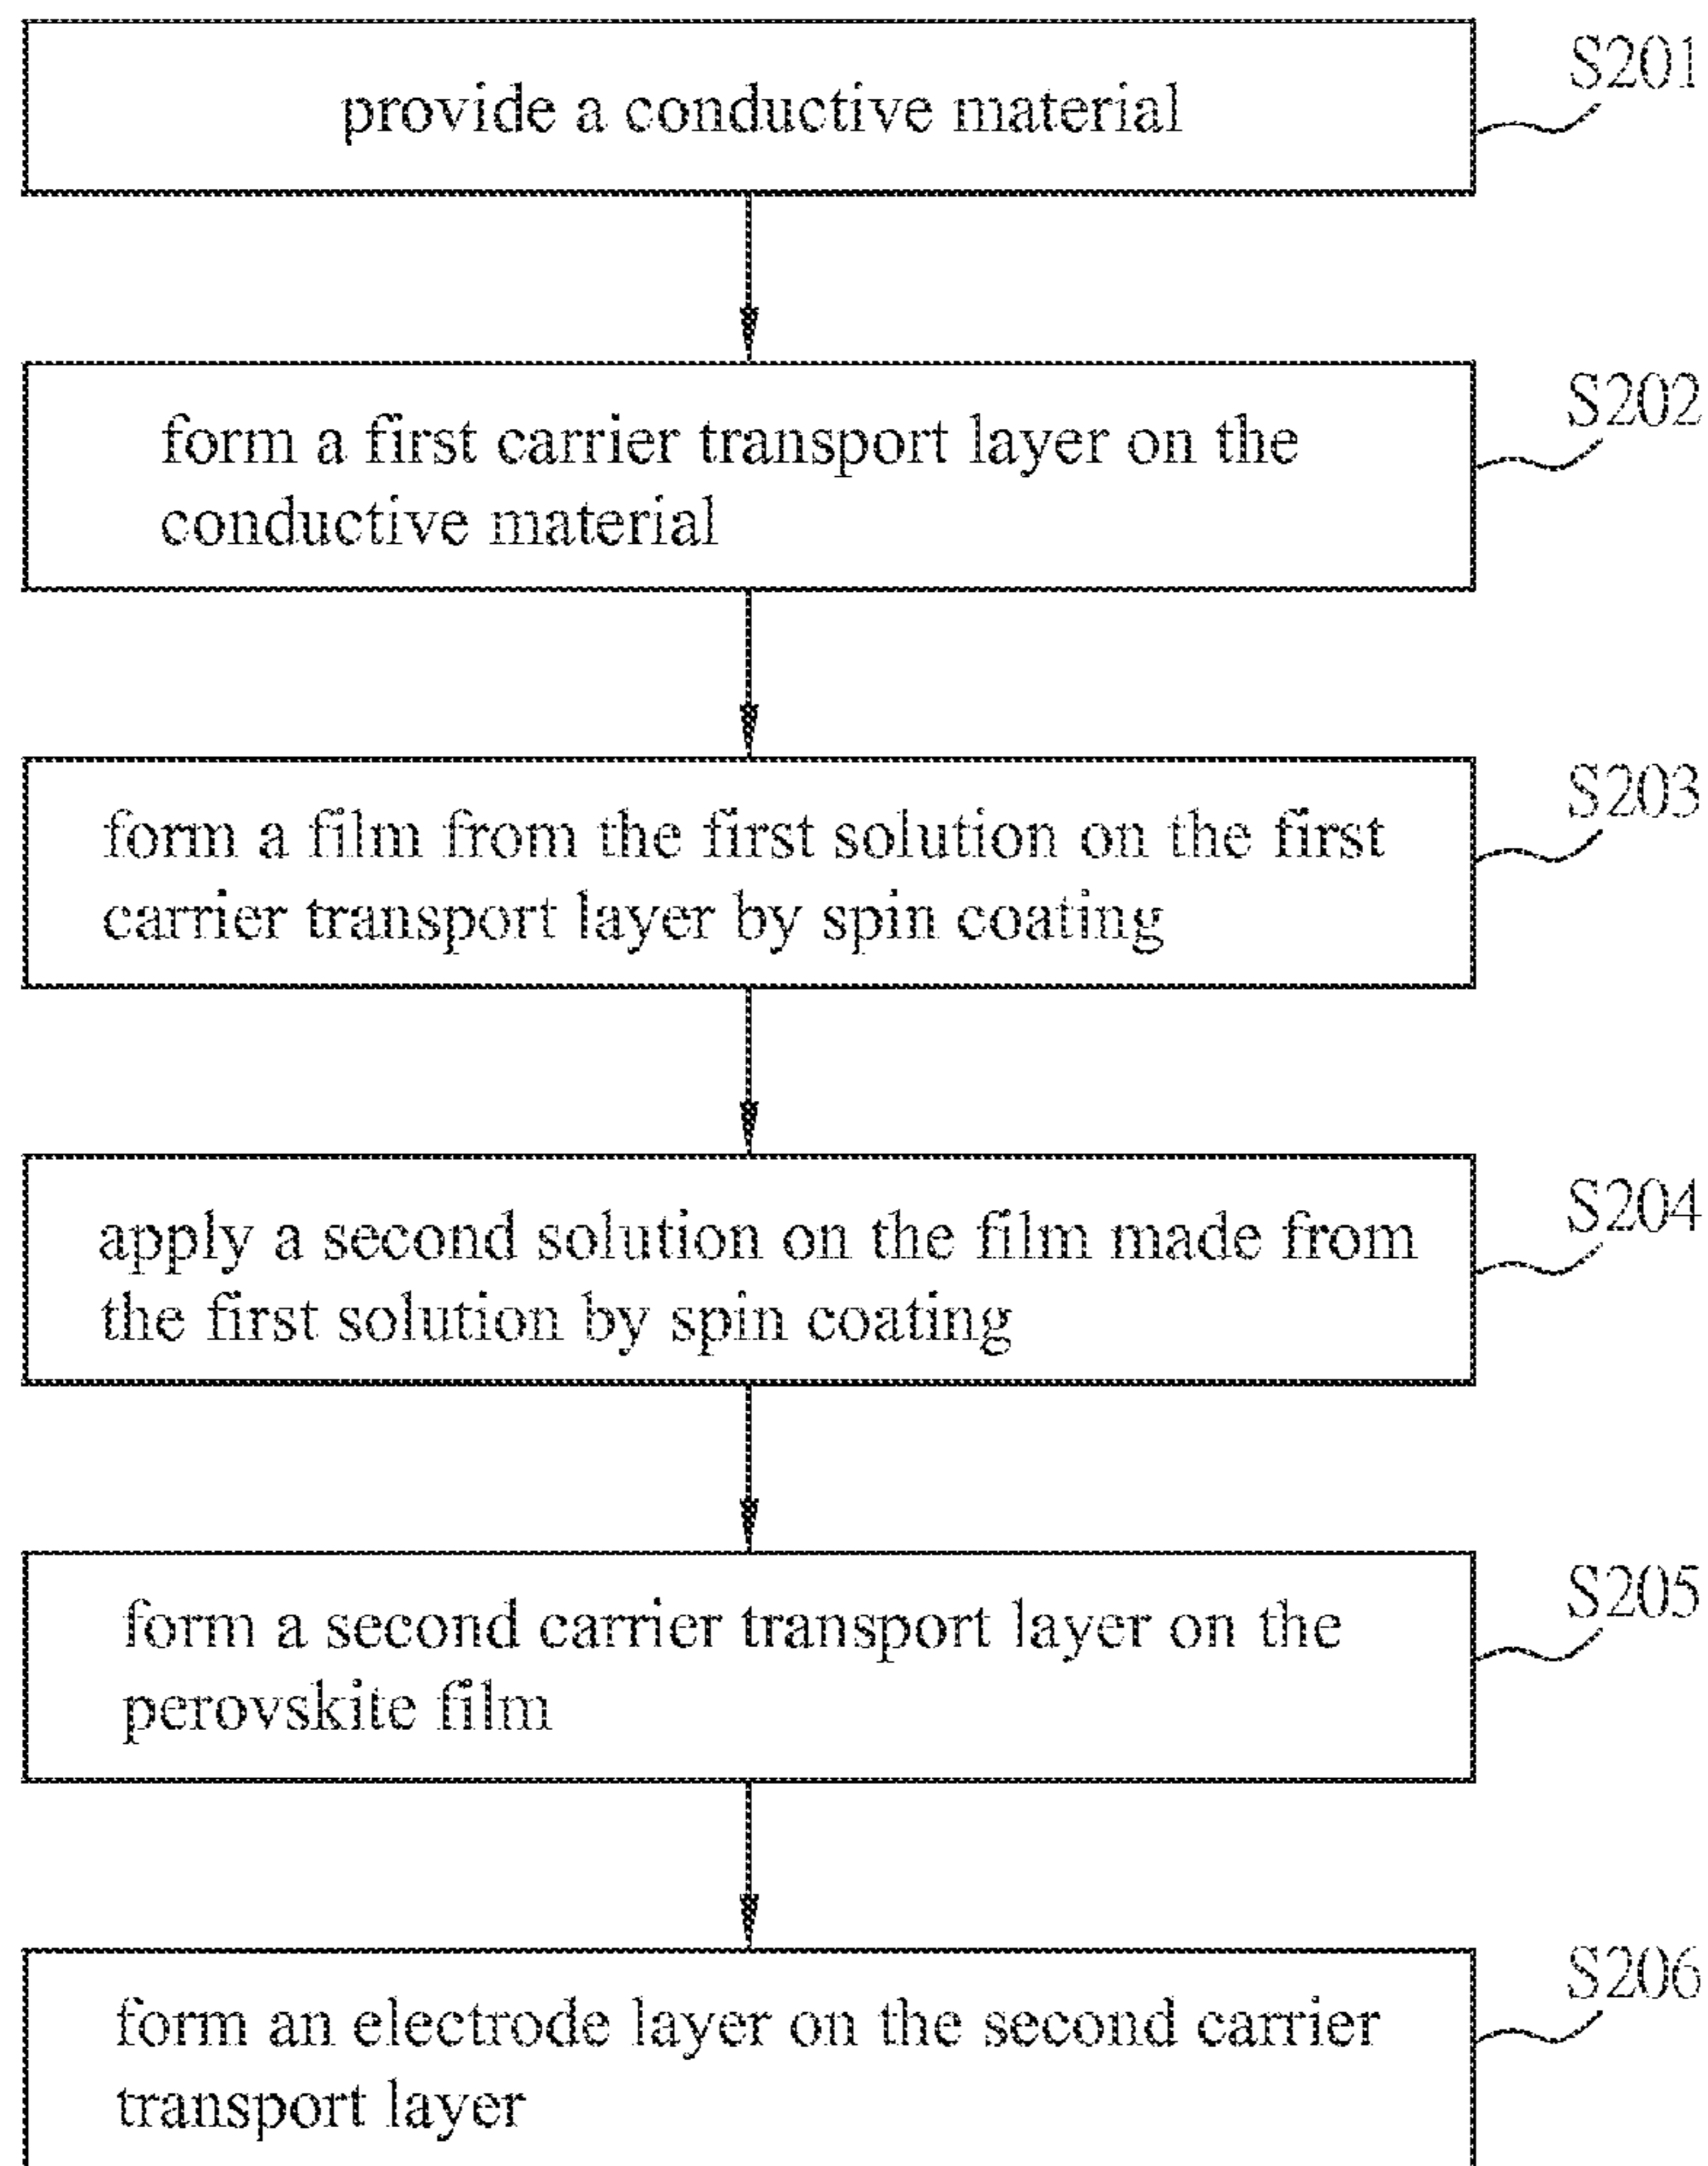 provide a conductive material
S201
form a first carrier transport layer on the
conductive material
S202
form a film from the first solution on the first
carrier transport layer by spin coating
S203
apply a second solution on the film made from
the first solution by spin coating
S204
form a second carrier transport layer on the
perovskite film
S205
form an electrode layer on the second carrier
transport layer
S206